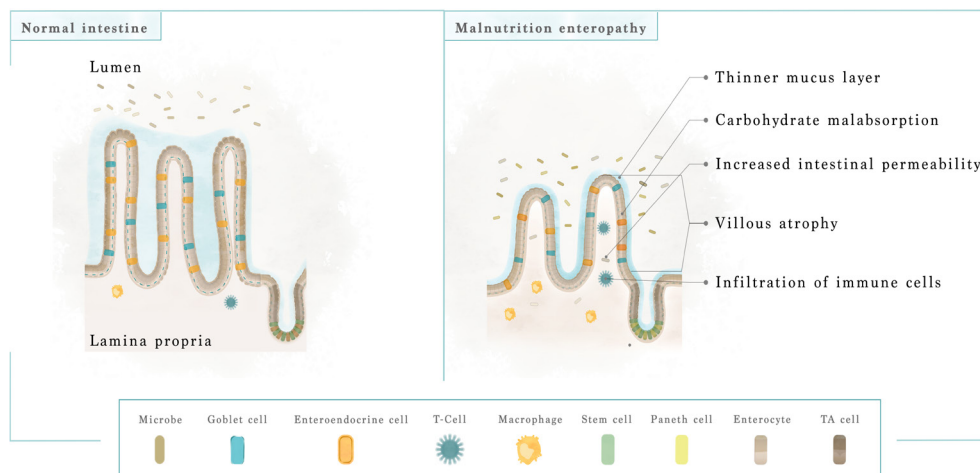 Normal intestine
Lumen
Lamina propria
Malnutrition enteropathy
Thinner mucus layer
Carbohydrate malabsorption
Increased intestinal permeability
Villous atrophy
Infiltration of immune cells
Microbe
Goblet cell
Enteroendocrine cell
T-Cell
Macrophage
Stem cell
Paneth cell
Enterocyte
TA cell